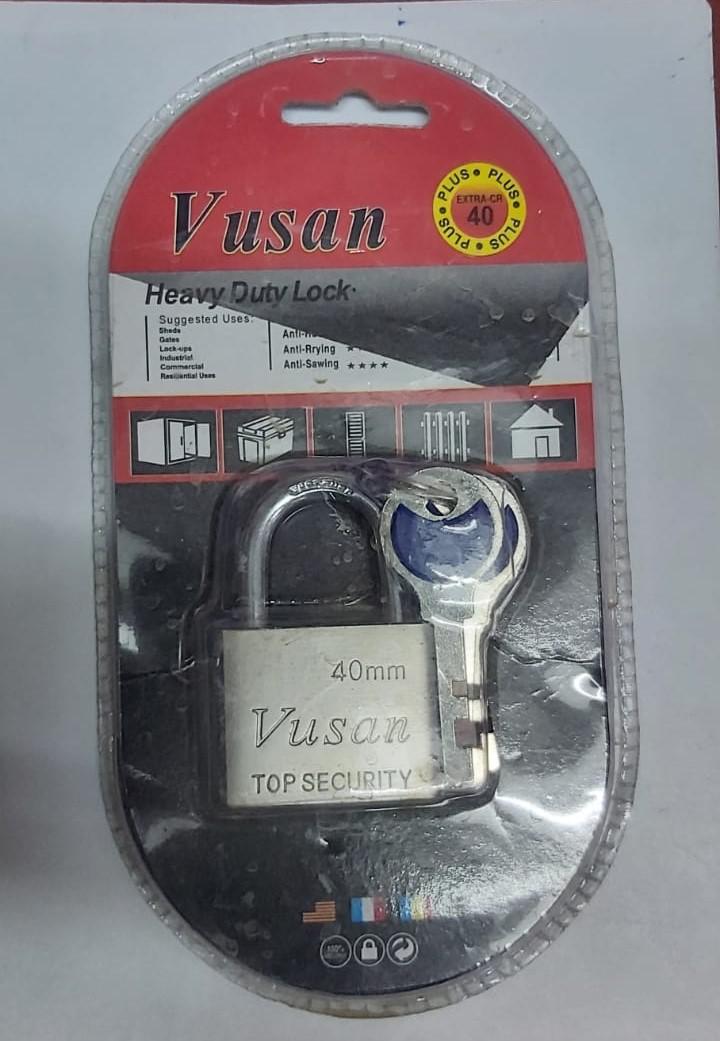 Vusan
PLUS • PLUS • PLUS • PLUS •
EXTRA-CR
40
Heavy Duty Lock
Suggested Uses:
Sheds
Gates
Lock-ups
Industrial
Commercial
Residential Uses
Anti-Rrying
Anti-Sawing ★★★★
40mm
Vusan
TOP SECURITY